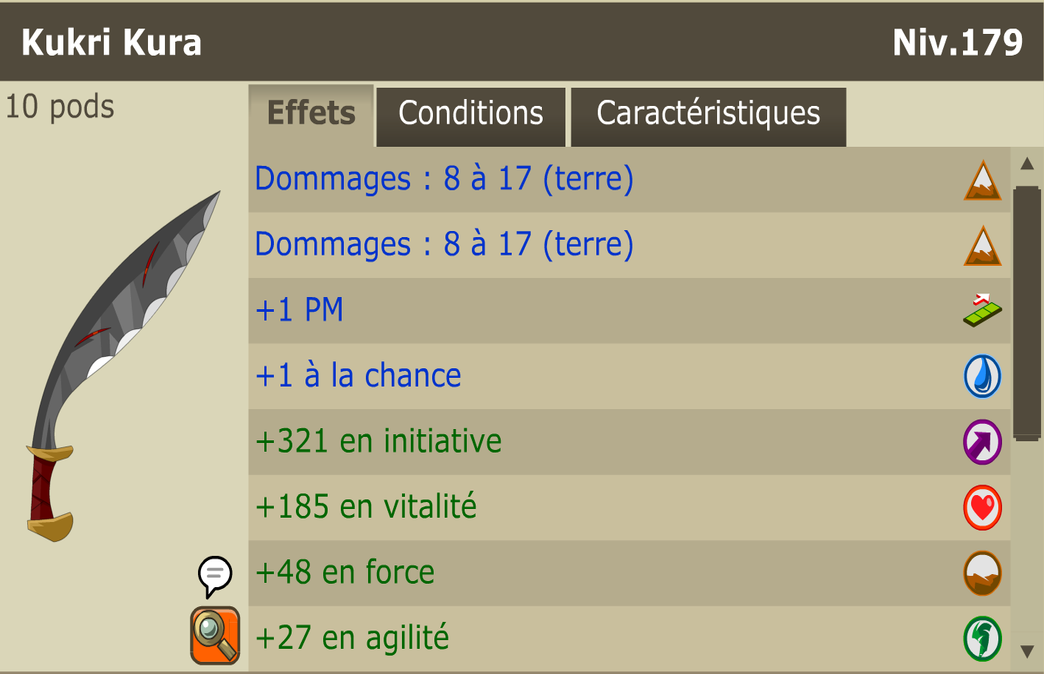 Kukri Kura
Niv.179
10 pods
Effets
Conditions
Caractéristiques
Dommages : 8 à 17 (terre)
Dommages : 8 à 17 (terre)
+1 PM
+1 à la chance
+321 en initiative
+185 en vitalité
+48 en force
+27 en agilité